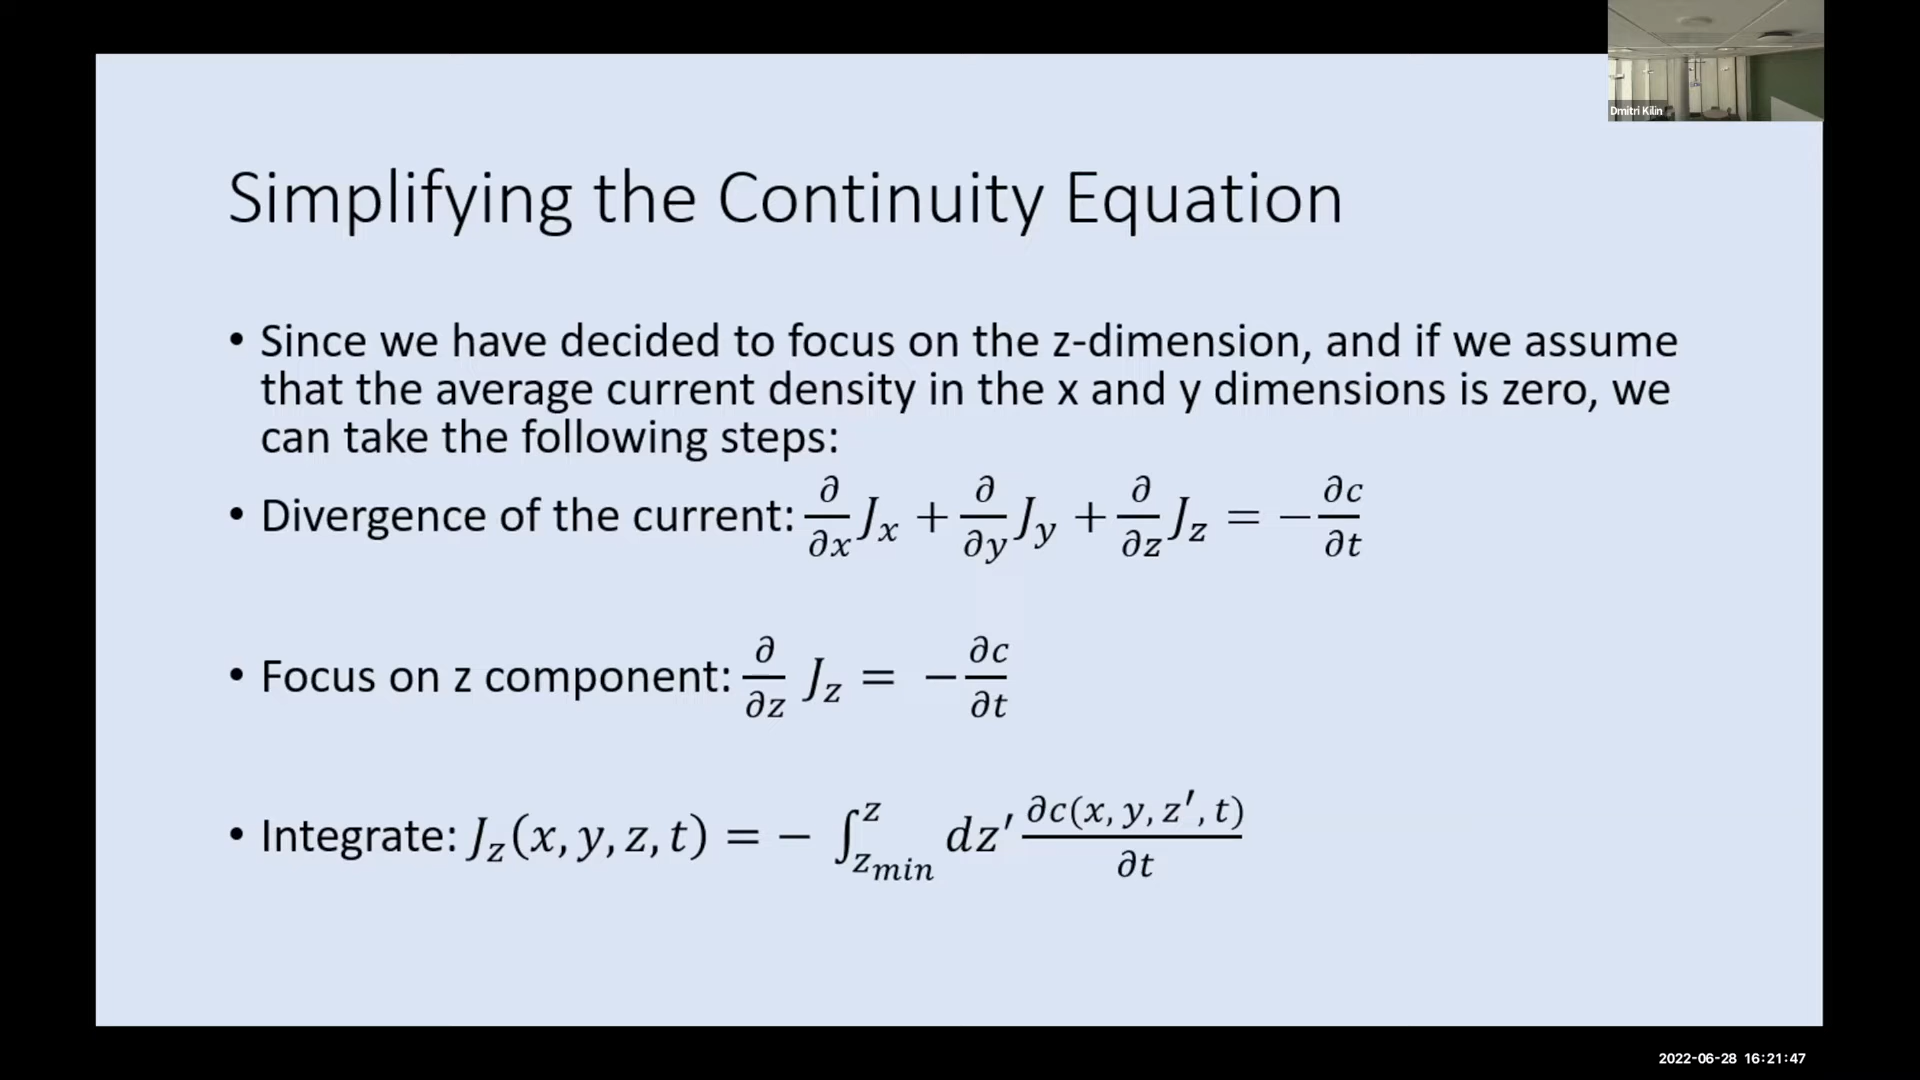 Dmitri Kilin
Simplifying the Continuity Equation
• Since we have decided to focus on the z-dimension, and if we assume
that the average current density in the x and y dimensions is zero, we
can take the following steps:
• Divergence of the current: ∂/∂x J_x + ∂/∂y J_y + ∂/∂z J_z = −∂c/∂t
• Focus on z component: ∂/∂z J_z = −∂c/∂t
• Integrate: J_z(x, y, z, t) = − ∫_{z_min}^{z} dz′ ∂c(x, y, z′, t)/∂t
2022-06-28 16:21:47